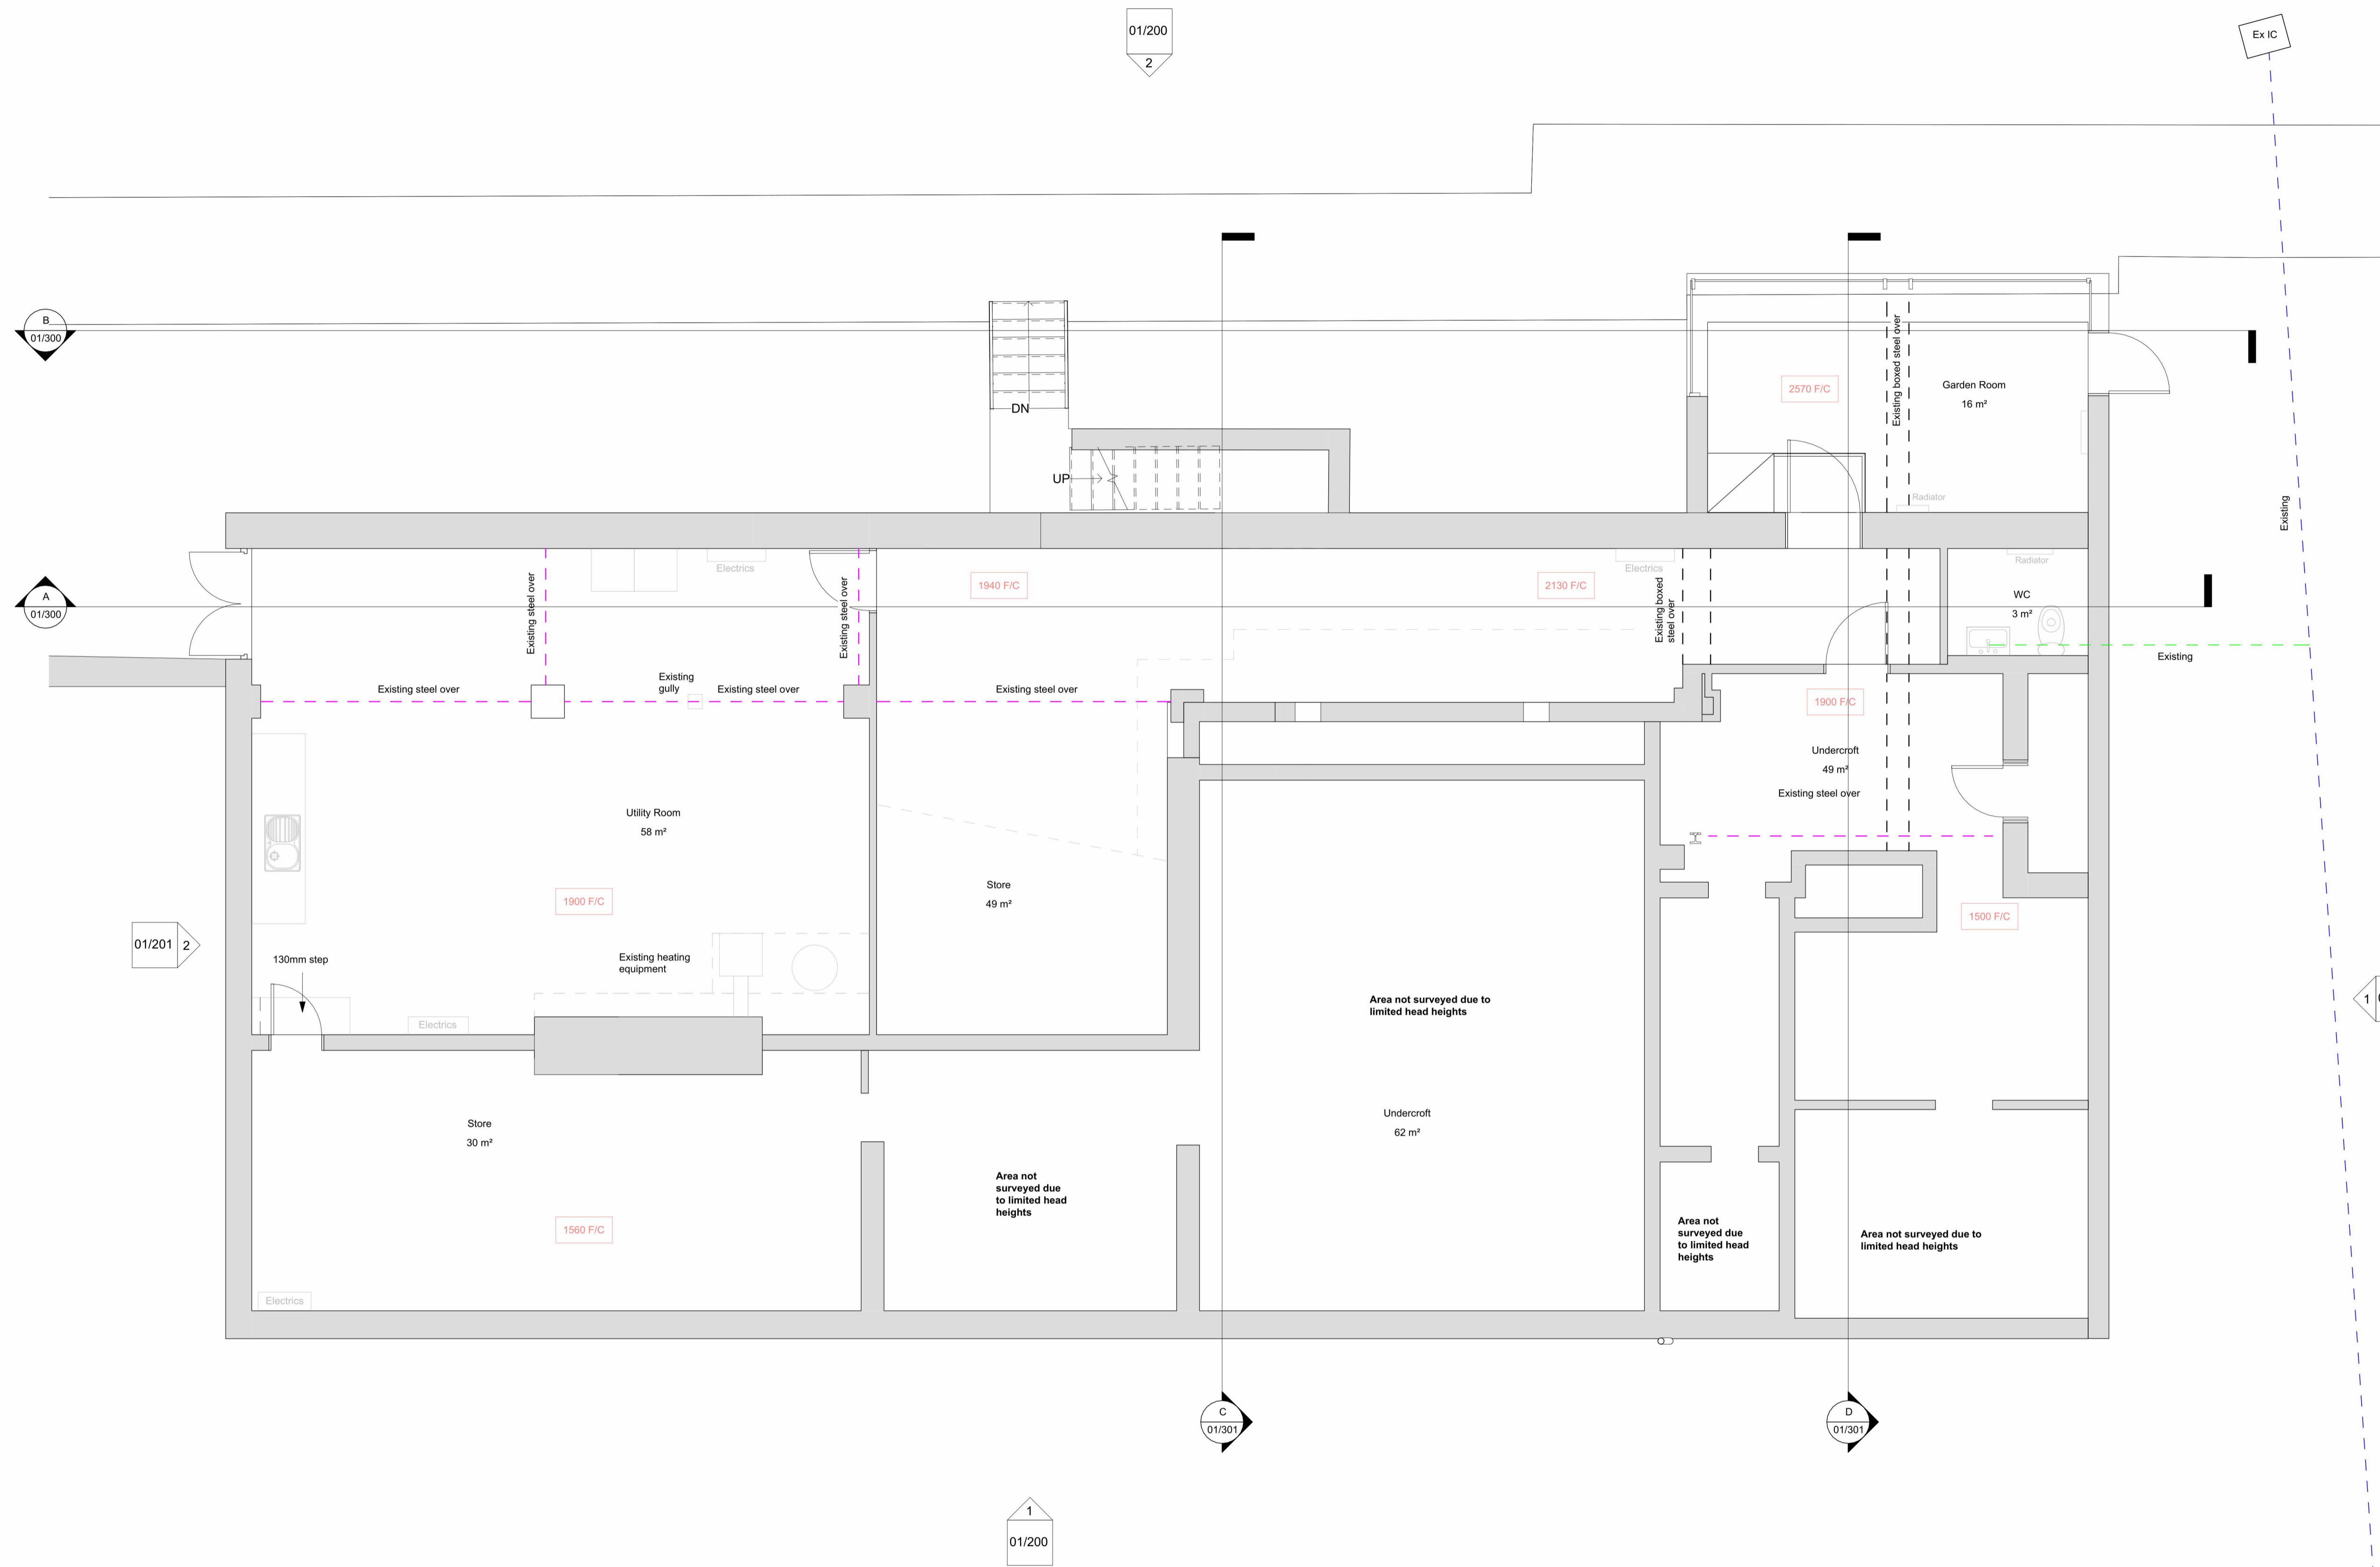 01/200
2
Ex IC
B
01/300
DN
UP
2570 F/C
Existing boxed steel over
Garden Room
16 m²
Radiator
Existing
A
01/300
Existing steel over
Electrics
Existing steel over
1940 F/C
2130 F/C
Electrics
Existing boxed
steel over
Radiator
WC
3 m²
Existing
Existing steel over
Existing
gully
Existing steel over
Existing steel over
1900 F/C
Undercroft
49 m²
Existing steel over
Utility Room
58 m²
Store
49 m²
1900 F/C
1500 F/C
01/201
2
130mm step
Existing heating
equipment
Electrics
Area not surveyed due to
limited head heights
1
Store
30 m²
Undercroft
62 m²
Area not
surveyed due
to limited head
heights
1560 F/C
Area not
surveyed due
to limited head
heights
Area not surveyed due to
limited head heights
Electrics
C
01/301
D
01/301
1
01/200